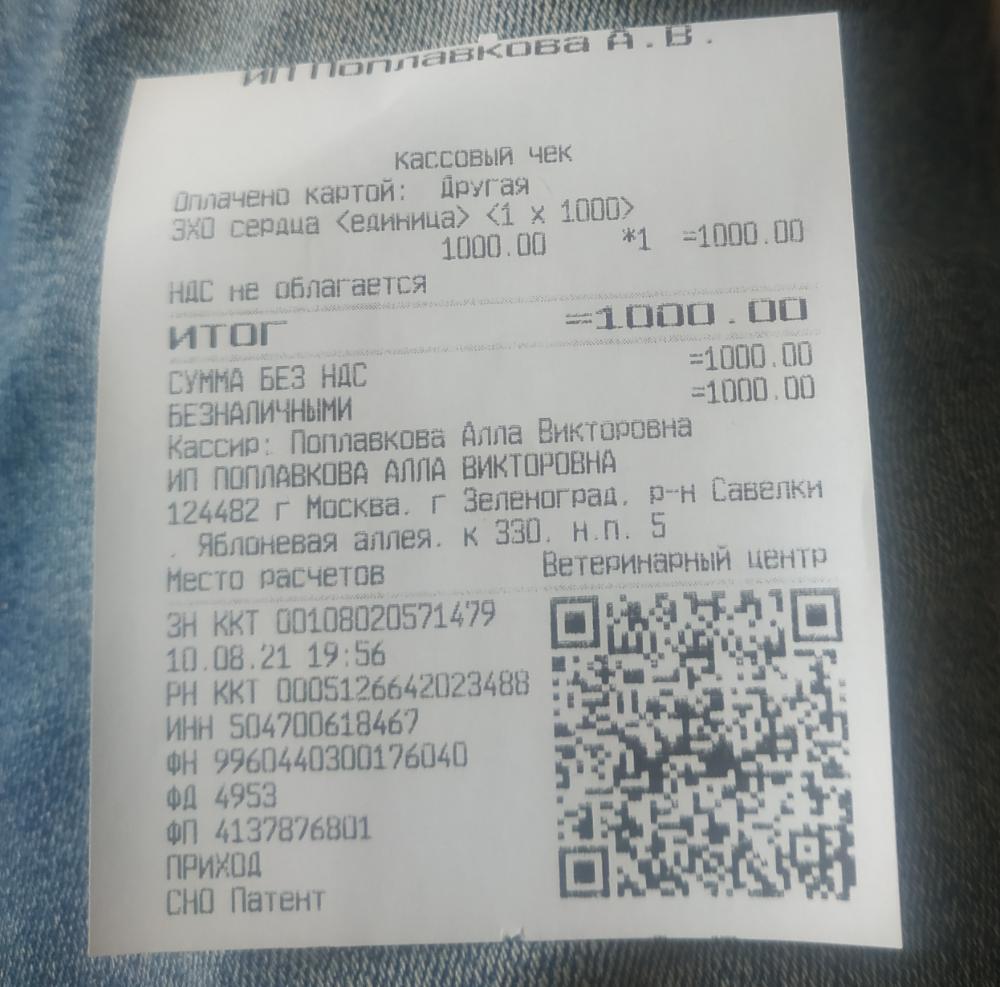 ИП Поплавкова А.В.
кассовый чек
Оплачено картой: Другая
ЭХО сердца <единица> <1 x 1000>
1000.00 *1 =1000.00
НДС не облагается
ИТОГ =1000.00
СУММА БЕЗ НДС =1000.00
БЕЗНАЛИЧНЫМИ =1000.00
Кассир: Поплавкова Алла Викторовна
ИП ПОПЛАВКОВА АЛЛА ВИКТОРОВНА
124482 г Москва, г Зеленоград, р-н Савелки
, Яблоневая аллея, к 330, н.п. 5
Место расчетов Ветеринарный центр
ЗН ККТ 00108020571479
10.08.21 19:56
РН ККТ 0005126642023488
ИНН 504700618467
ФН 9960440300176040
ФД 4953
ФП 4137876801
ПРИХОД
СНО Патент